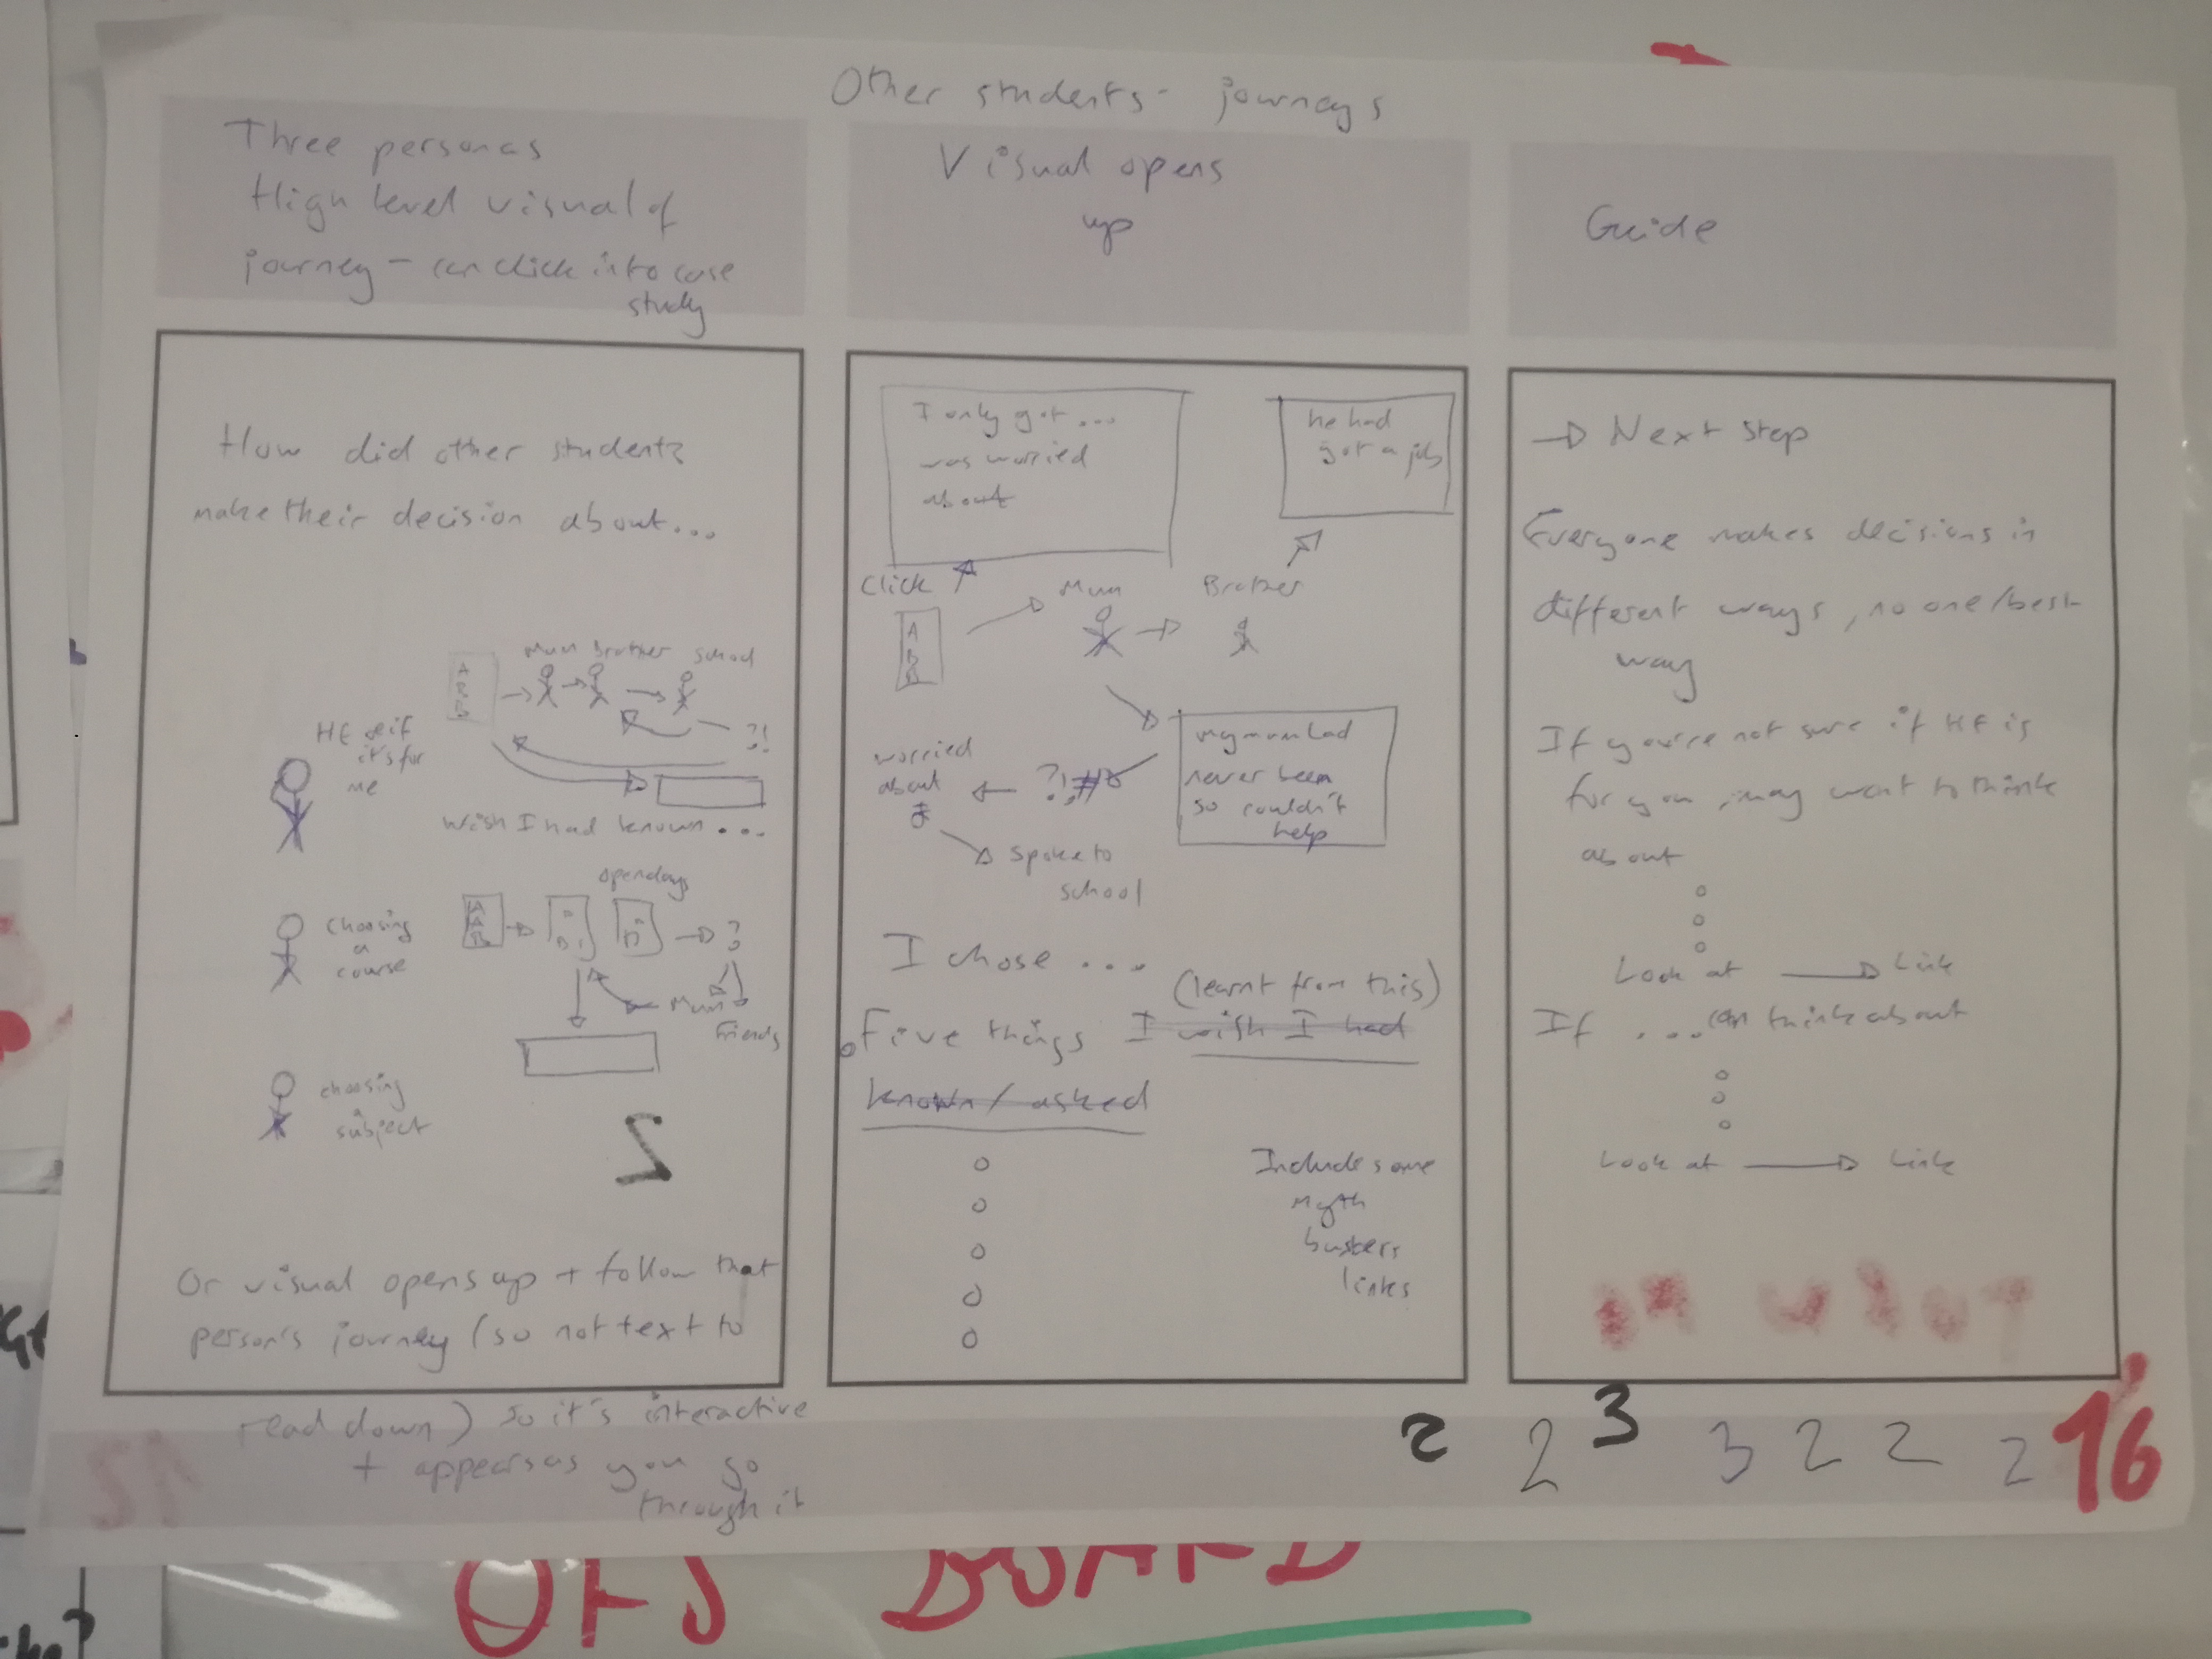 Other students- journeys
Three personas
High level visual of
journey - can click into case
study
Visual opens
up
Guide
How did other students
make their decision about...
Mum Brother school
A
B
B
HE se if
it's for
me
?!
Wish I had known...
choosing
a
course
opendays
A
A
B
?
Mum
Friends
choosing
subject
2
Or visual opens up + follow that
person's journey (so not text to
read down) so it's interactive
+ appears as you go
through it
I only got...
was worried
about
he had
got a job
Click
Mum
Brother
A
B
B
my mum had
never been
so couldn't
help
?!
worried
about
£
spoke to
school
I chose...
(learnt from this)
Five things I wish I had
known/asked
Include some
myth
busters
links
→ Next step
Everyone makes decisions in
different ways, no one/best
way
If you're not sure if HE is
for you, may want to think
about
Look at → Link
If .... can think about
Look at → Link
2 2 3 3 2 2 2 16
OFS BOARD